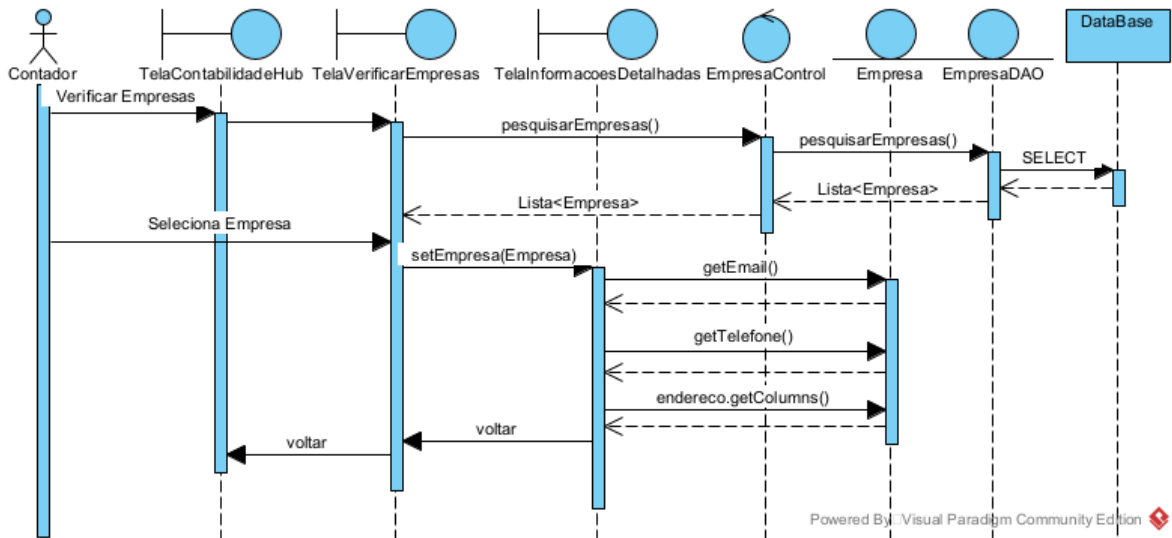 DataBase
Contador
TelaContabilidadeHub
TelaVerificarEmpresas
TelaInformacoesDetalhadas
EmpresaControl
Empresa
EmpresaDAO
Verificar Empresas
pesquisarEmpresas()
pesquisarEmpresas()
SELECT
Lista<Empresa>
Lista<Empresa>
Seleciona Empresa
setEmpresa(Empresa)
getEmail()
getTelefone()
endereco.getColumns()
voltar
voltar
Powered By Visual Paradigm Community Edition